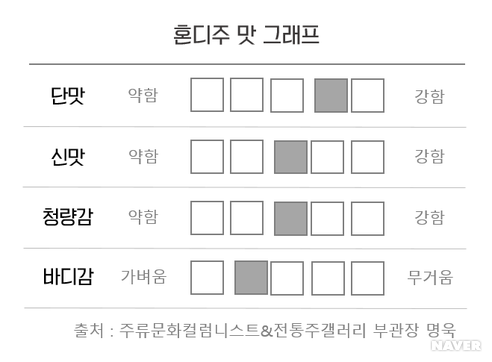 혼디주 맛 그래프
단맛 약함 강함
신맛 약함 강함
청량감 약함 강함
바디감 가벼움 무거움
출처 : 주류문화컬럼니스트&전통주갤러리 부관장 명욱
NAVER